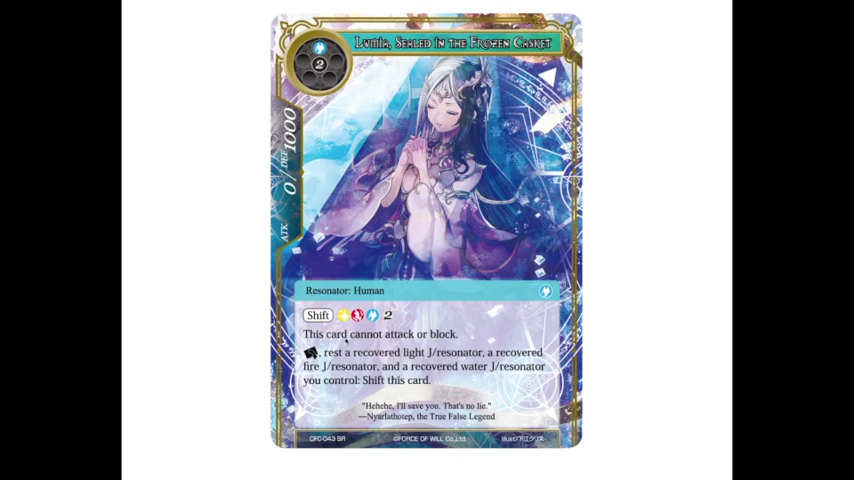 Lvitia, Sealed in the Frozen Casket
2
ATK 0 / DEF 1000
Resonator: Human
Shift 2
This card cannot attack or block.
, rest a recovered light J/resonator, a recovered
fire J/resonator, and a recovered water J/resonator
you control: Shift this card.
"Hehehe, I'll save you. That's no lie."
—Nyarlathotep, the True False Legend
CFC-043 SR ©FORCE OF WILL Co.,Ltd. Illust/